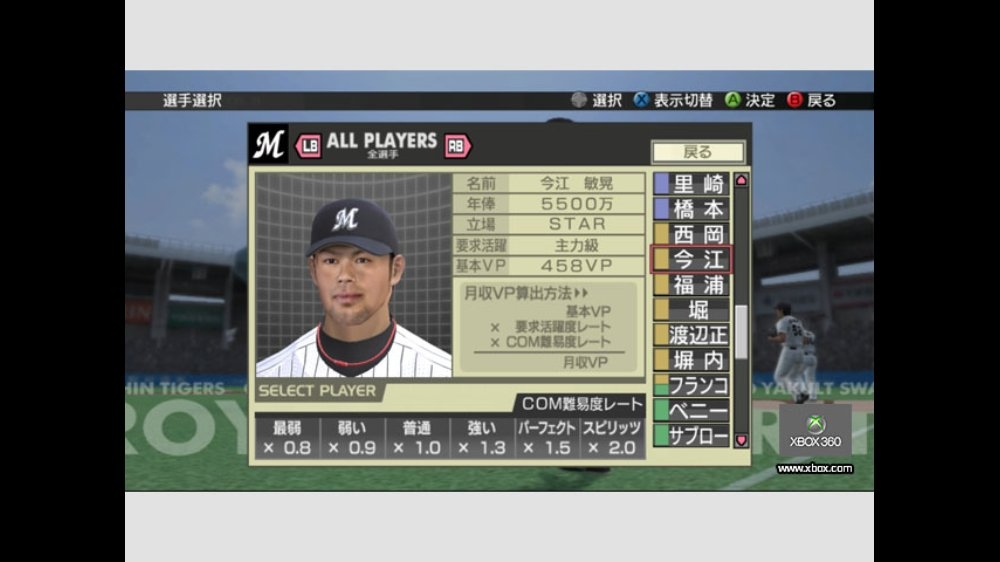 選手選択
選択 X 表示切替 A 決定 B 戻る
M LB ALL PLAYERS RB
全選手
戻る
名前 今江 敏晃
年俸 5500万
立場 STAR
要求活躍 主力級
基本VP 458VP
月収VP算出方法
基本VP
× 要求活躍度レート
× COM難易度レート
月収VP
里崎
橋本
西岡
今江
福浦
堀
渡辺正
塀内
フランコ
ベニー
サブロー
M
SELECT PLAYER
COM難易度レート
最弱 弱い 普通 強い パーフェクト スピリッツ
× 0.8 × 0.9 × 1.0 × 1.3 × 1.5 × 2.0
HIN TIGERS
YAKULT SWA
ROY
XBOX360
www.xbox.com